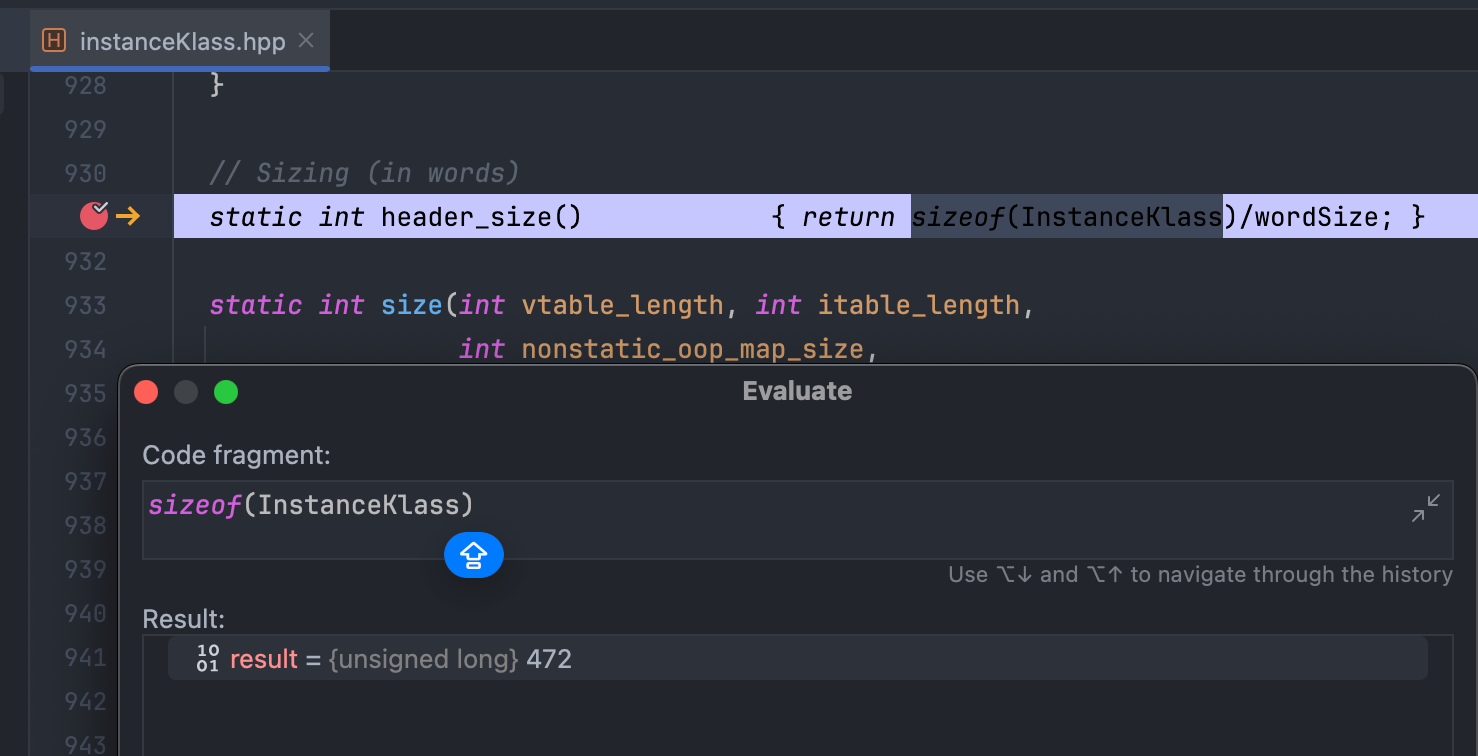 H instanceKlass.hpp
928 }
929
930 // Sizing (in words)
static int header_size() { return sizeof(InstanceKlass)/wordSize; }
932
933 static int size(int vtable_length, int itable_length,
934 int nonstatic_oop_map_size,
935
Evaluate
936
Code fragment:
937
sizeof(InstanceKlass)
938
939
Use ⌥↓ and ⌥↑ to navigate through the history
940
Result:
941
10
01 result = {unsigned long} 472
942
943